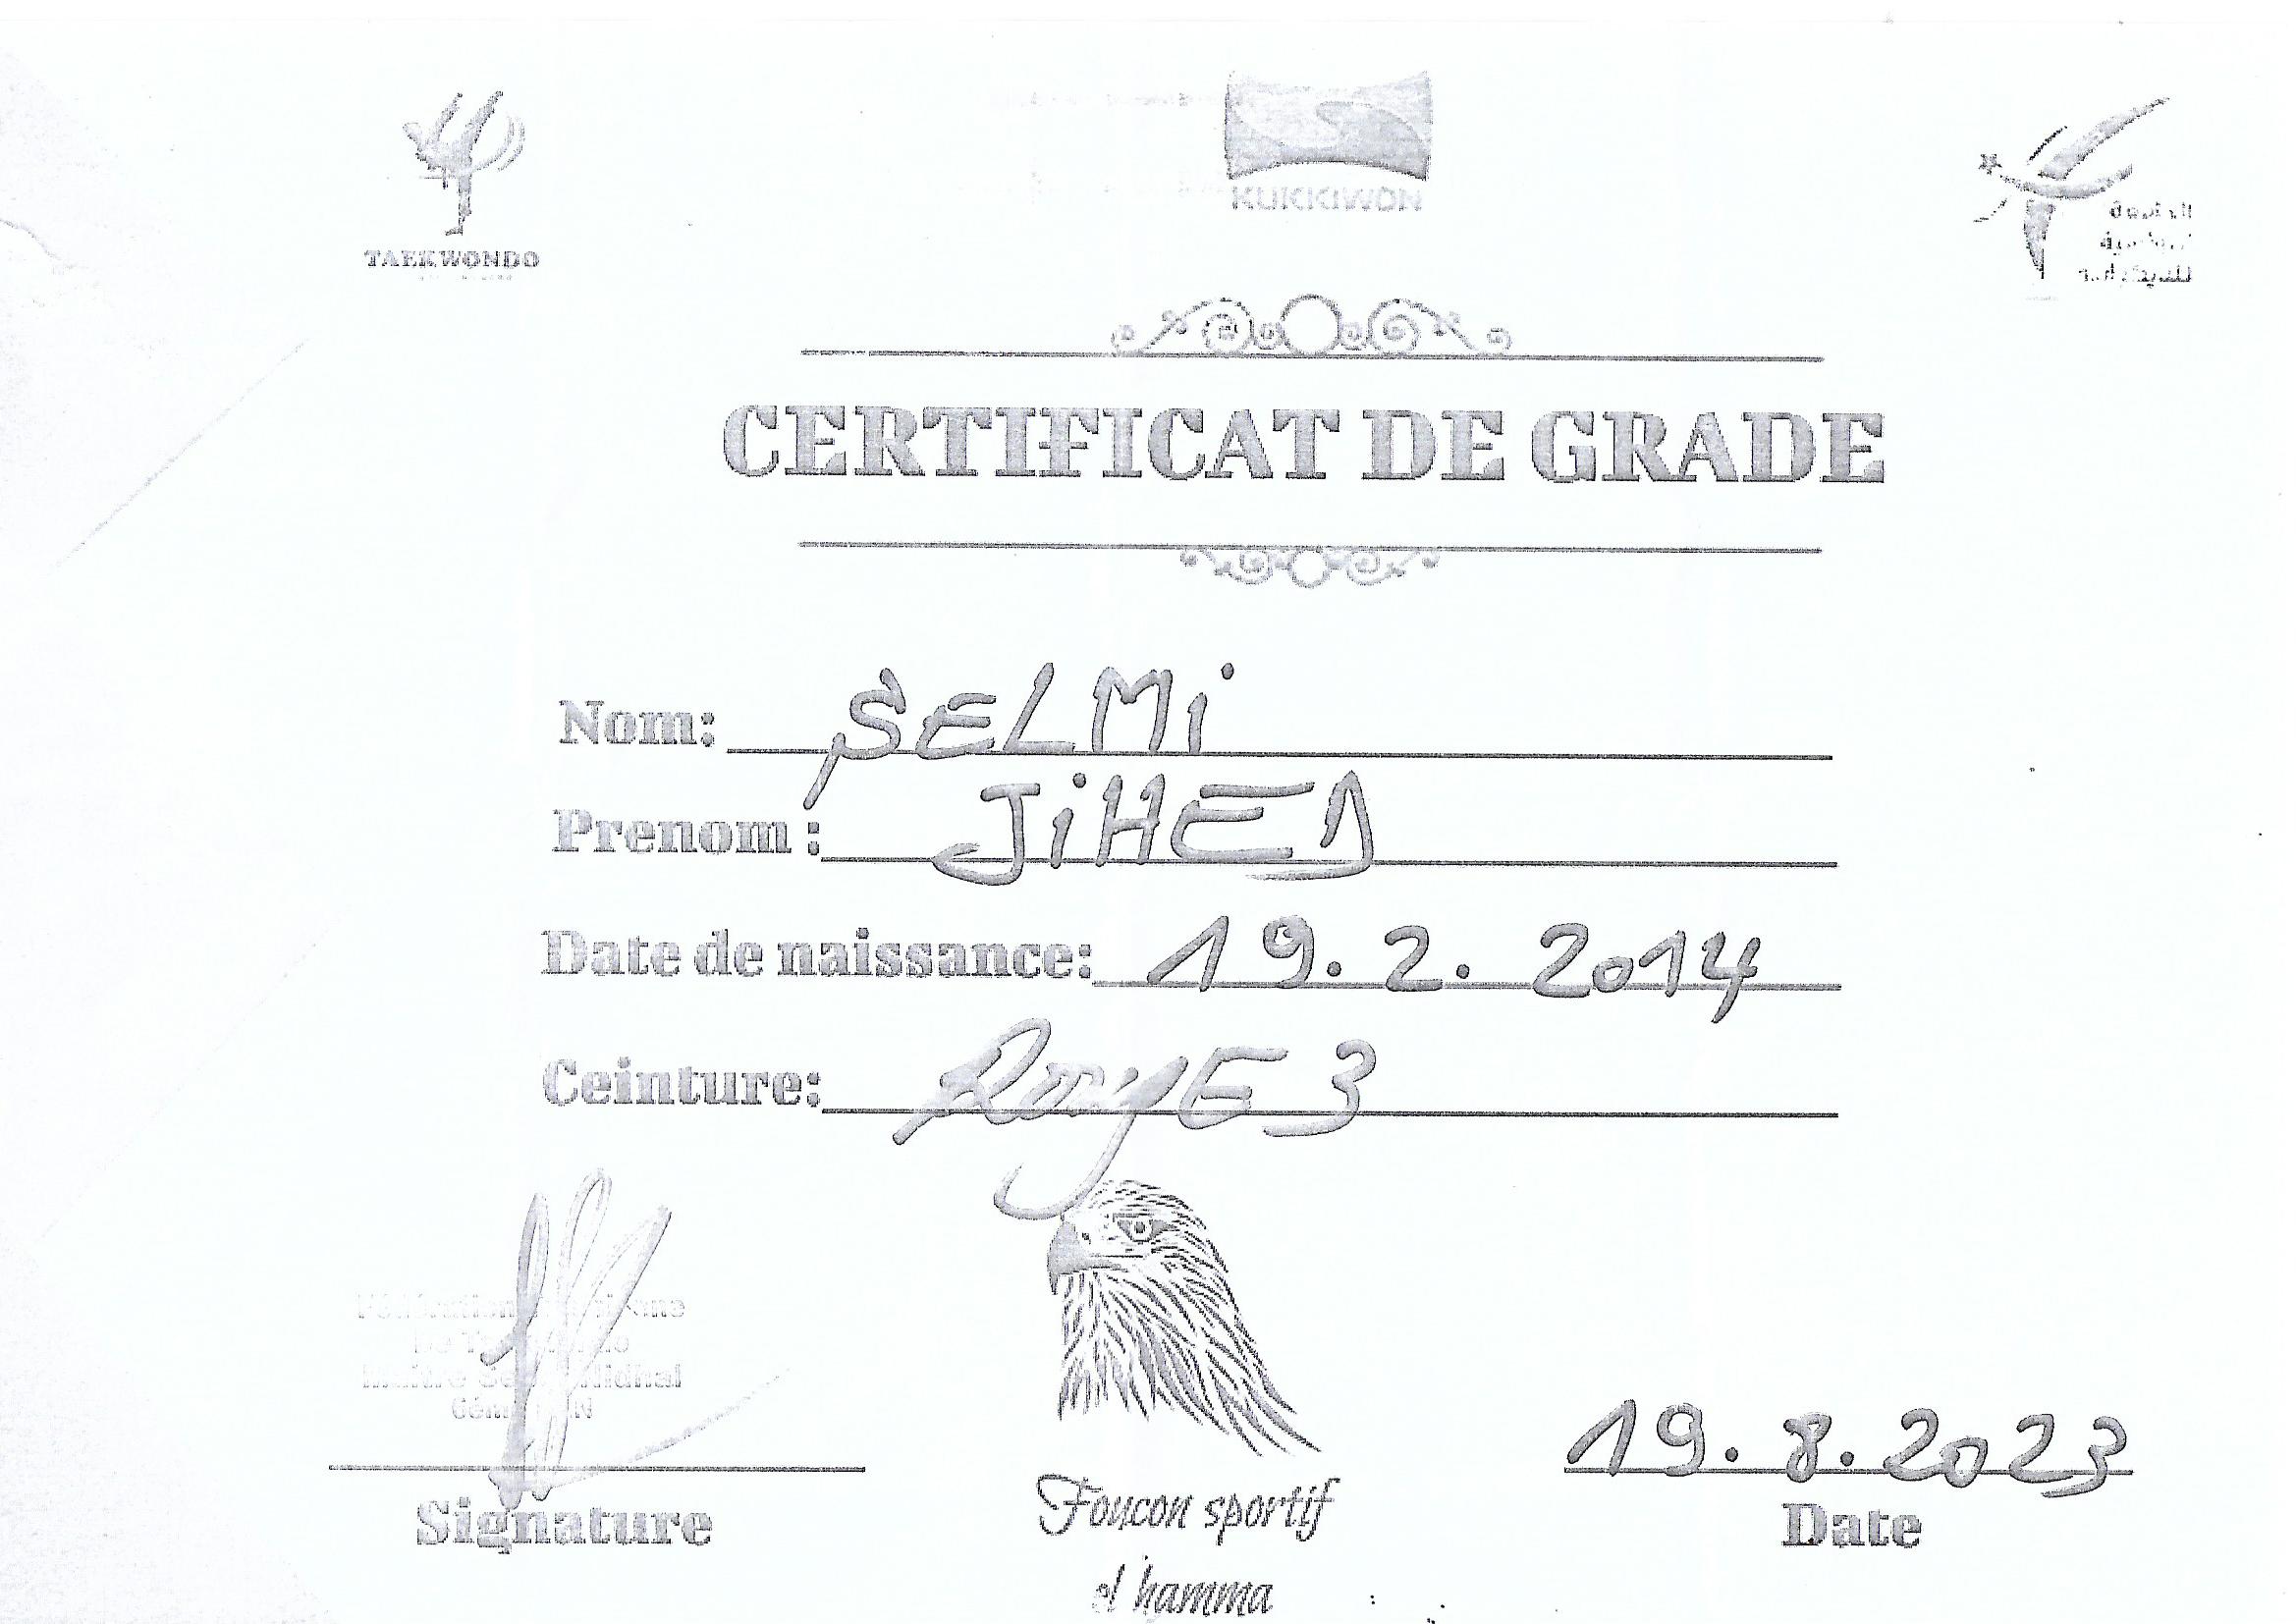 TAEKWONDO
KUKKIWON
CERTIFICAT DE GRADE
Nom: SELMi
Prenom : JiHED
Date de naissance: 19.2.2014
Ceinture: RougE 3
Fédération
19.8.2023
Signature
Date
Foucon sportif
el hamma